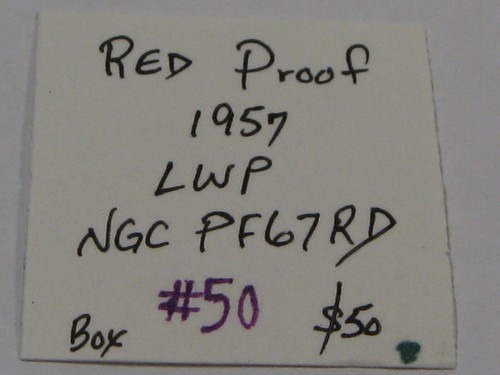 RED Proof
1957
LWP
NGC PF67RD
#50 $50
Box